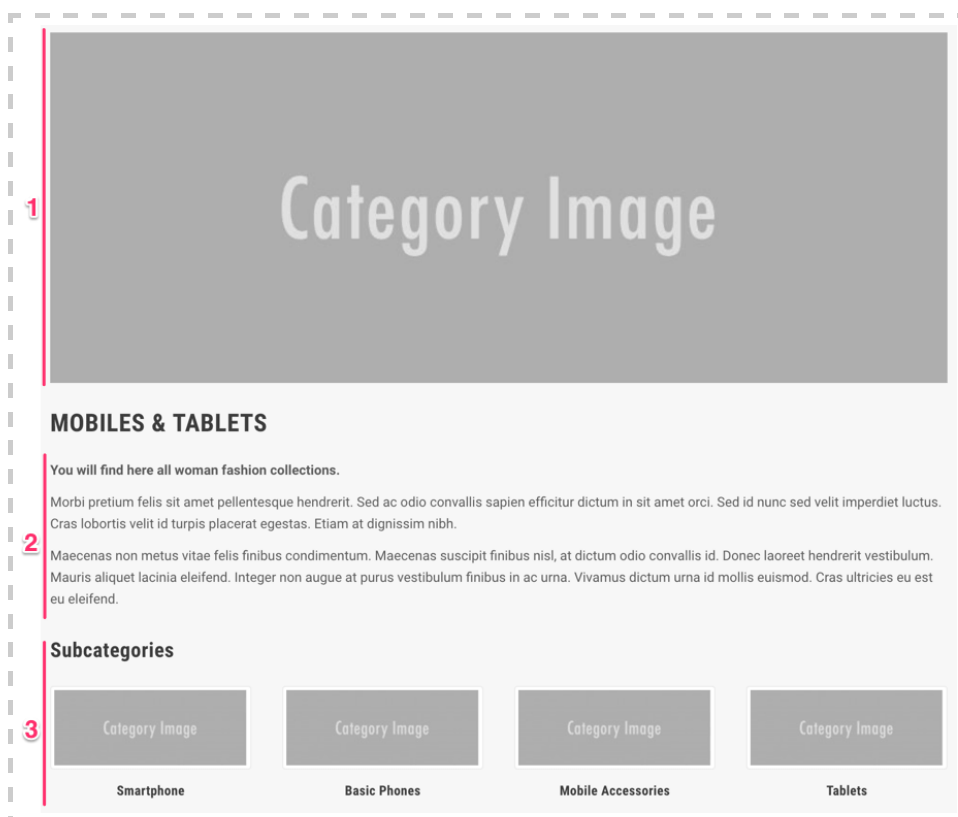 1
Category Image
MOBILES & TABLETS
You will find here all woman fashion collections.
2
Morbi pretium felis sit amet pellentesque hendrerit. Sed ac odio convallis sapien efficitur dictum in sit amet orci. Sed id nunc sed velit imperdiet luctus.
Cras lobortis velit id turpis placerat egestas. Etiam at dignissim nibh.
Maecenas non metus vitae felis finibus condimentum. Maecenas suscipit finibus nisl, at dictum odio convallis id. Donec laoreet hendrerit vestibulum.
Mauris aliquet lacinia eleifend. Integer non augue at purus vestibulum finibus in ac urna. Vivamus dictum urna id mollis euismod. Cras ultricies eu est
eu eleifend.
Subcategories
3
Category Image
Category Image
Category Image
Category Image
Smartphone
Basic Phones
Mobile Accessories
Tablets